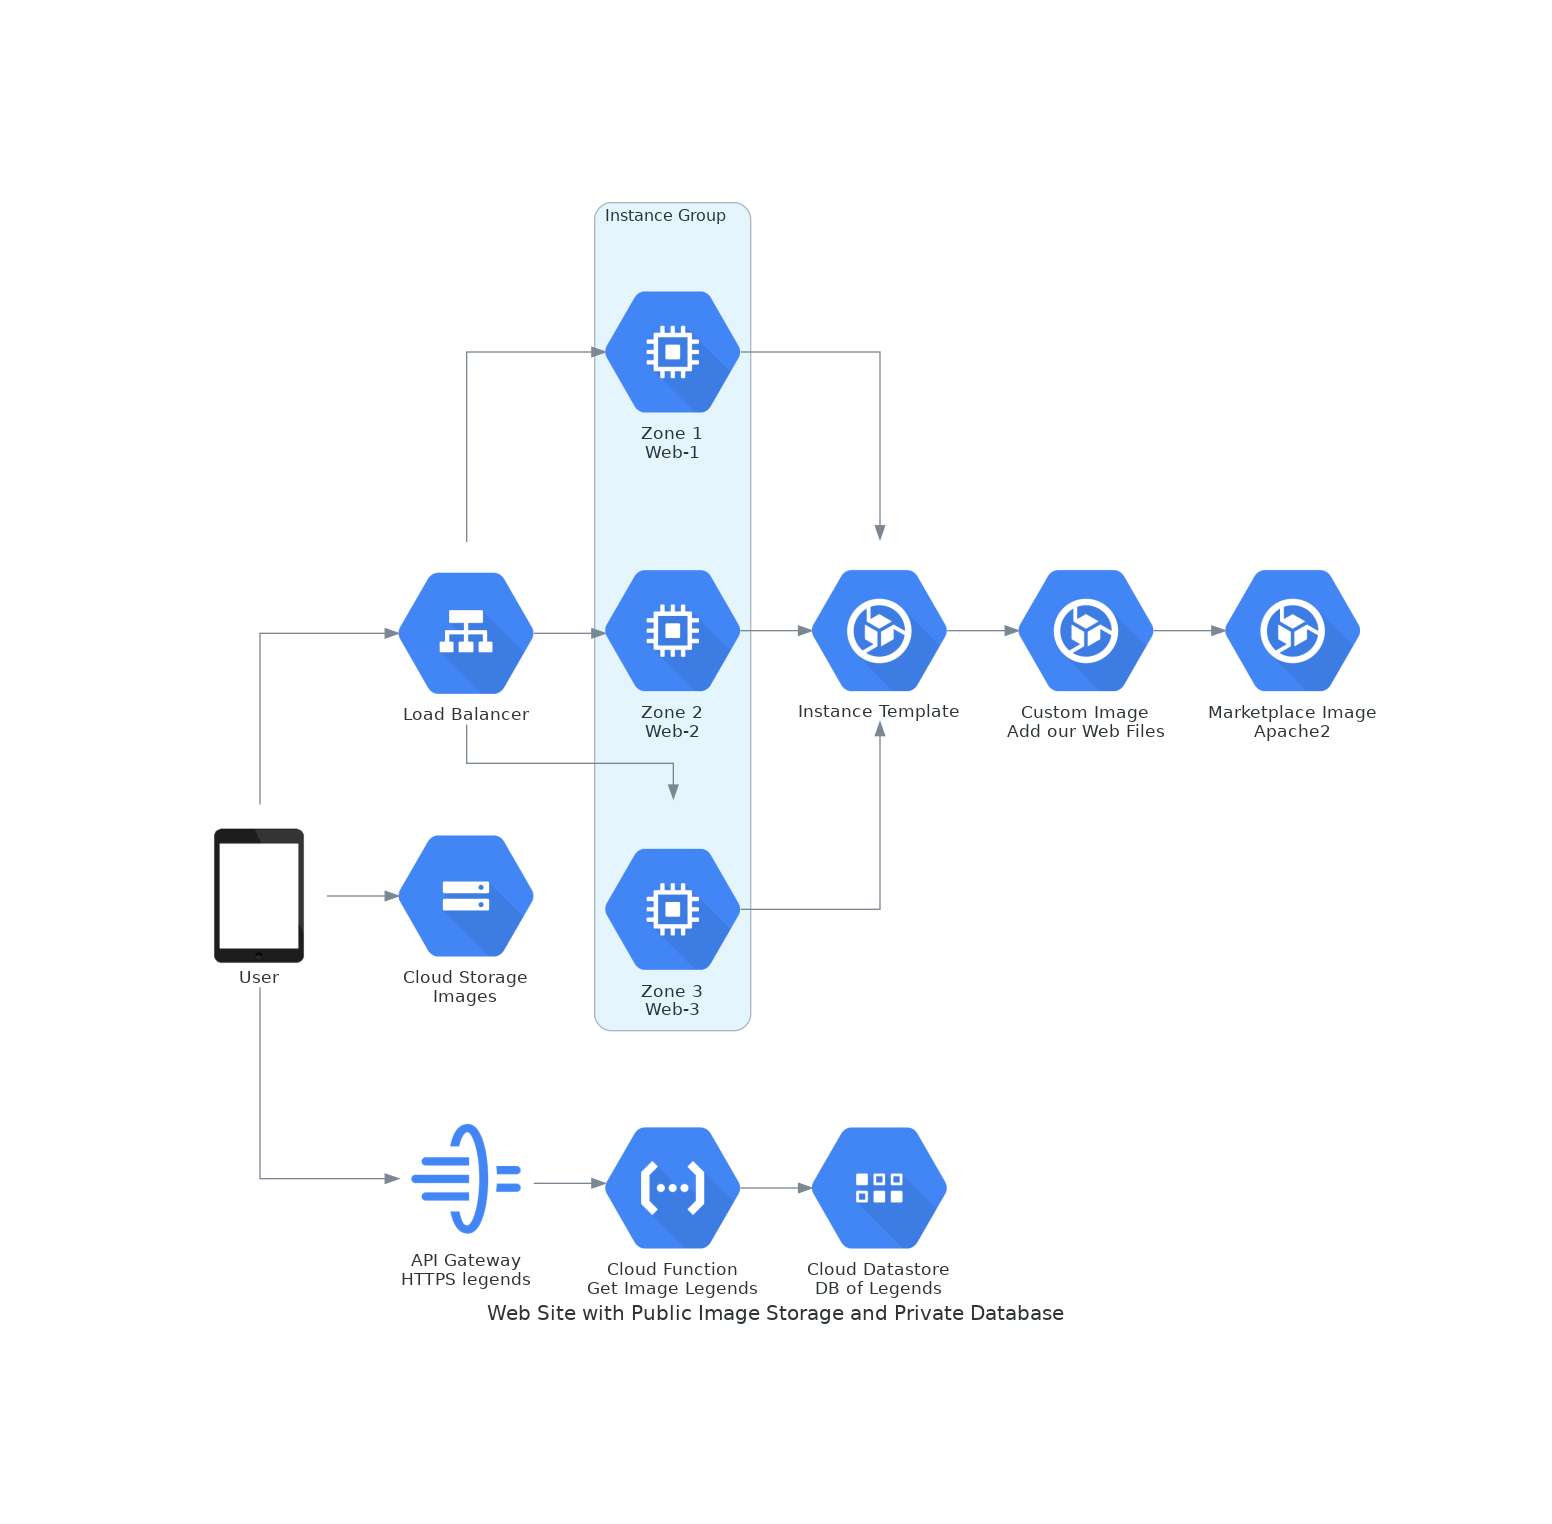 Instance Group
Zone 1
Web-1
Load Balancer
Zone 2
Web-2
Instance Template
Custom Image
Add our Web Files
Marketplace Image
Apache2
User
Cloud Storage
Images
Zone 3
Web-3
API Gateway
HTTPS legends
Cloud Function
Get Image Legends
Cloud Datastore
DB of Legends
Web Site with Public Image Storage and Private Database